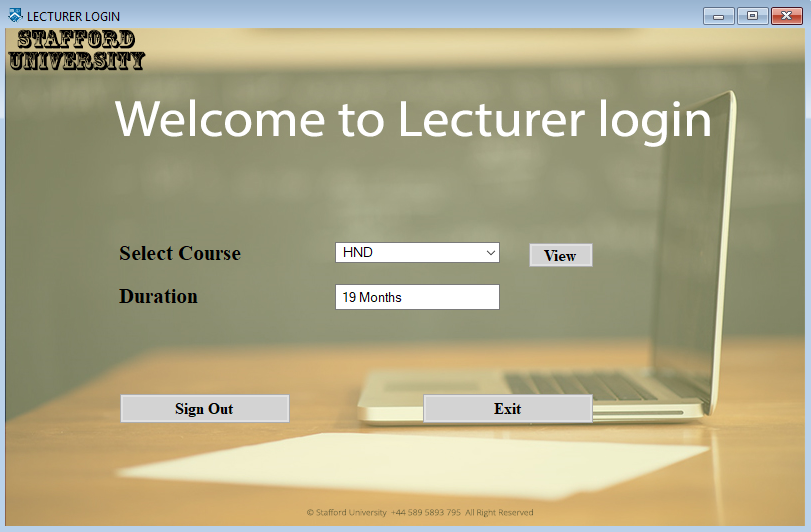 LECTURER LOGIN
STAFFORD
UNIVERSITY
Welcome to Lecturer login
Select Course HND View
Duration 19 Months
Sign Out Exit
© Stafford University +44 589 5893 795 All Right Reserved